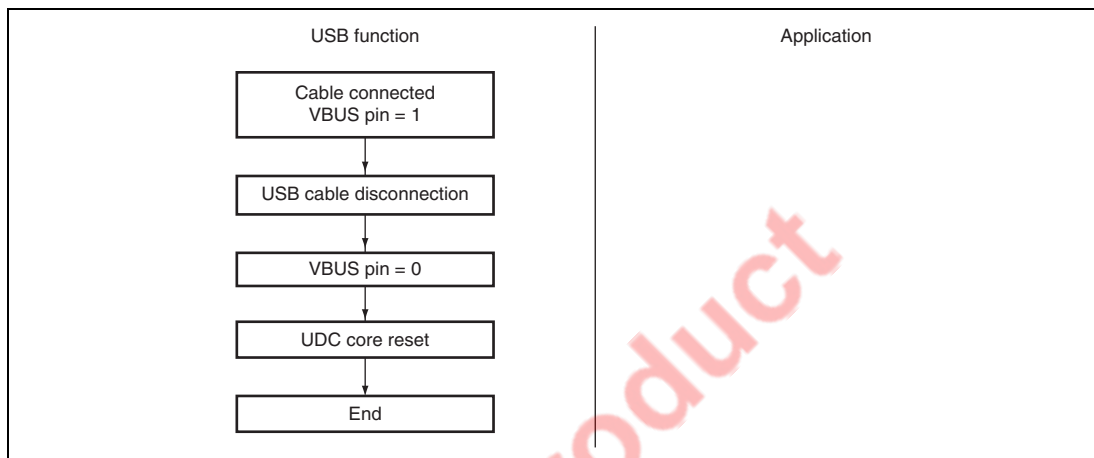 USB function
Application
Cable connected
VBUS pin = 1
USB cable disconnection
VBUS pin = 0
UDC core reset
End